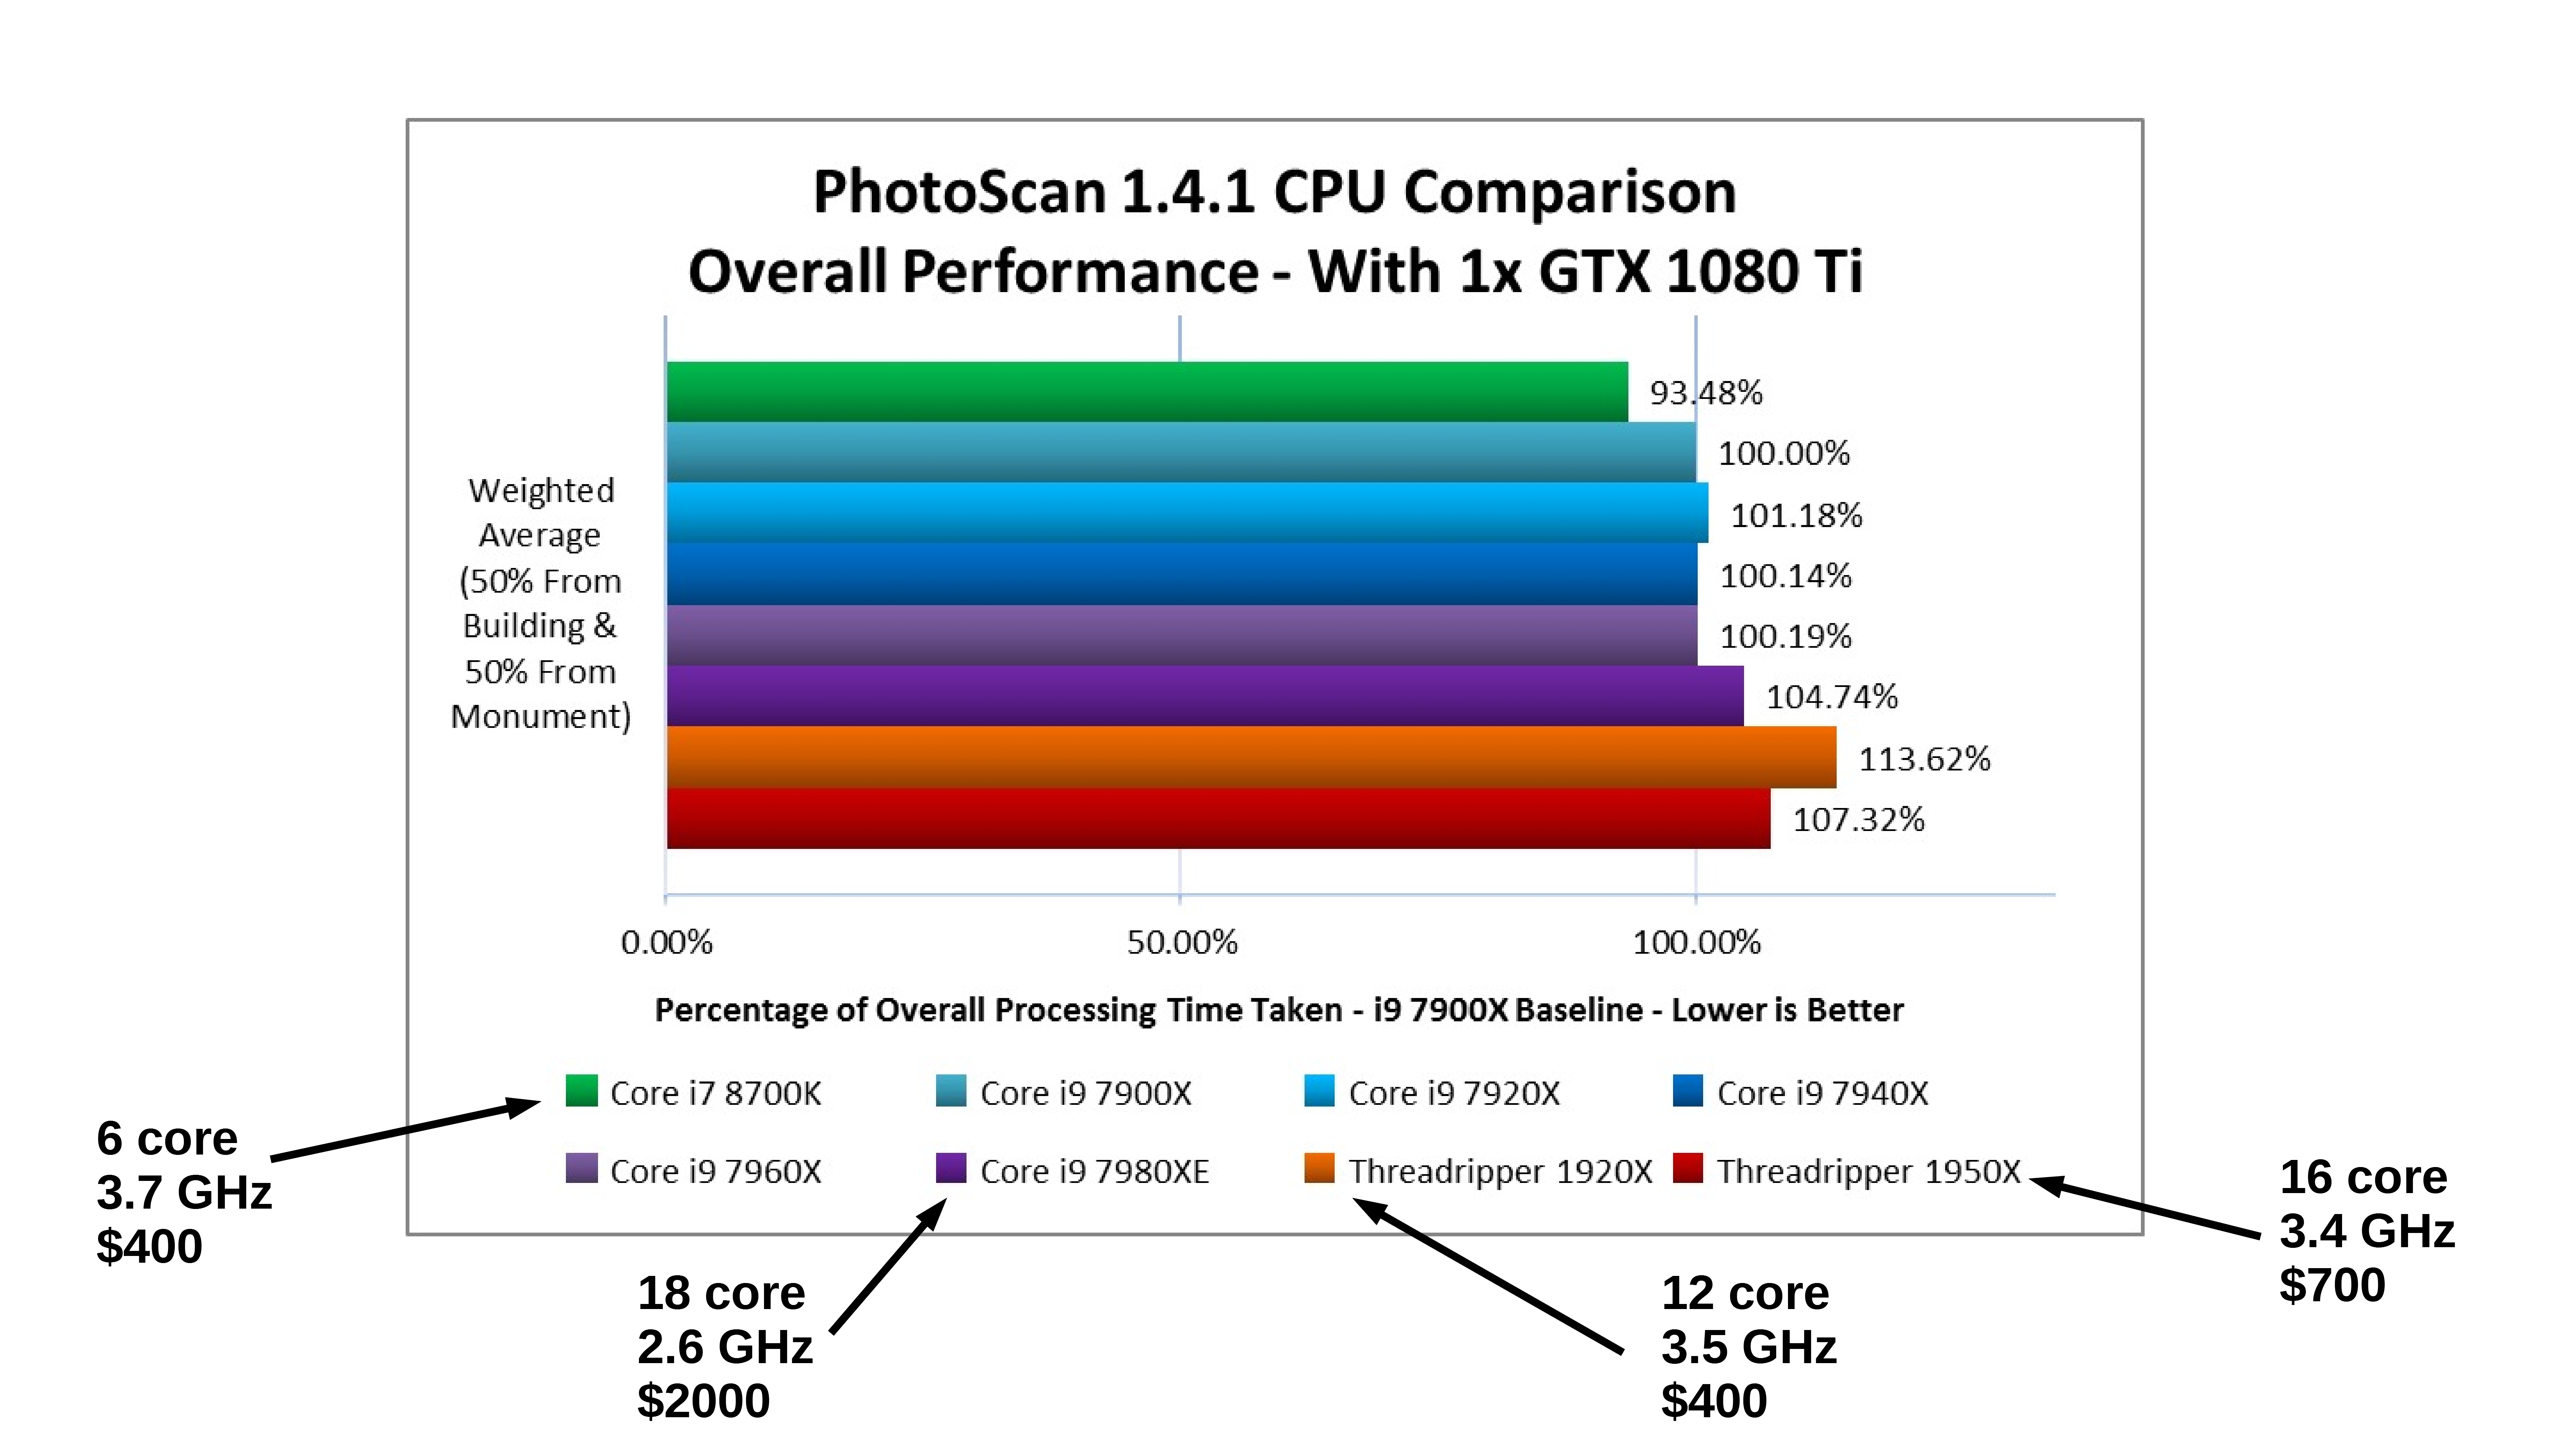 PhotoScan 1.4.1 CPU Comparison
Overall Performance - With 1x GTX 1080 Ti
Weighted
Average
(50% From
Building &
50% From
Monument)
93.48%
100.00%
101.18%
100.14%
100.19%
104.74%
113.62%
107.32%
0.00% 50.00% 100.00%
Percentage of Overall Processing Time Taken - i9 7900X Baseline - Lower is Better
Core i7 8700K Core i9 7900X Core i9 7920X Core i9 7940X
Core i9 7960X Core i9 7980XE Threadripper 1920X Threadripper 1950X
6 core
3.7 GHz
$400
18 core
2.6 GHz
$2000
12 core
3.5 GHz
$400
16 core
3.4 GHz
$700